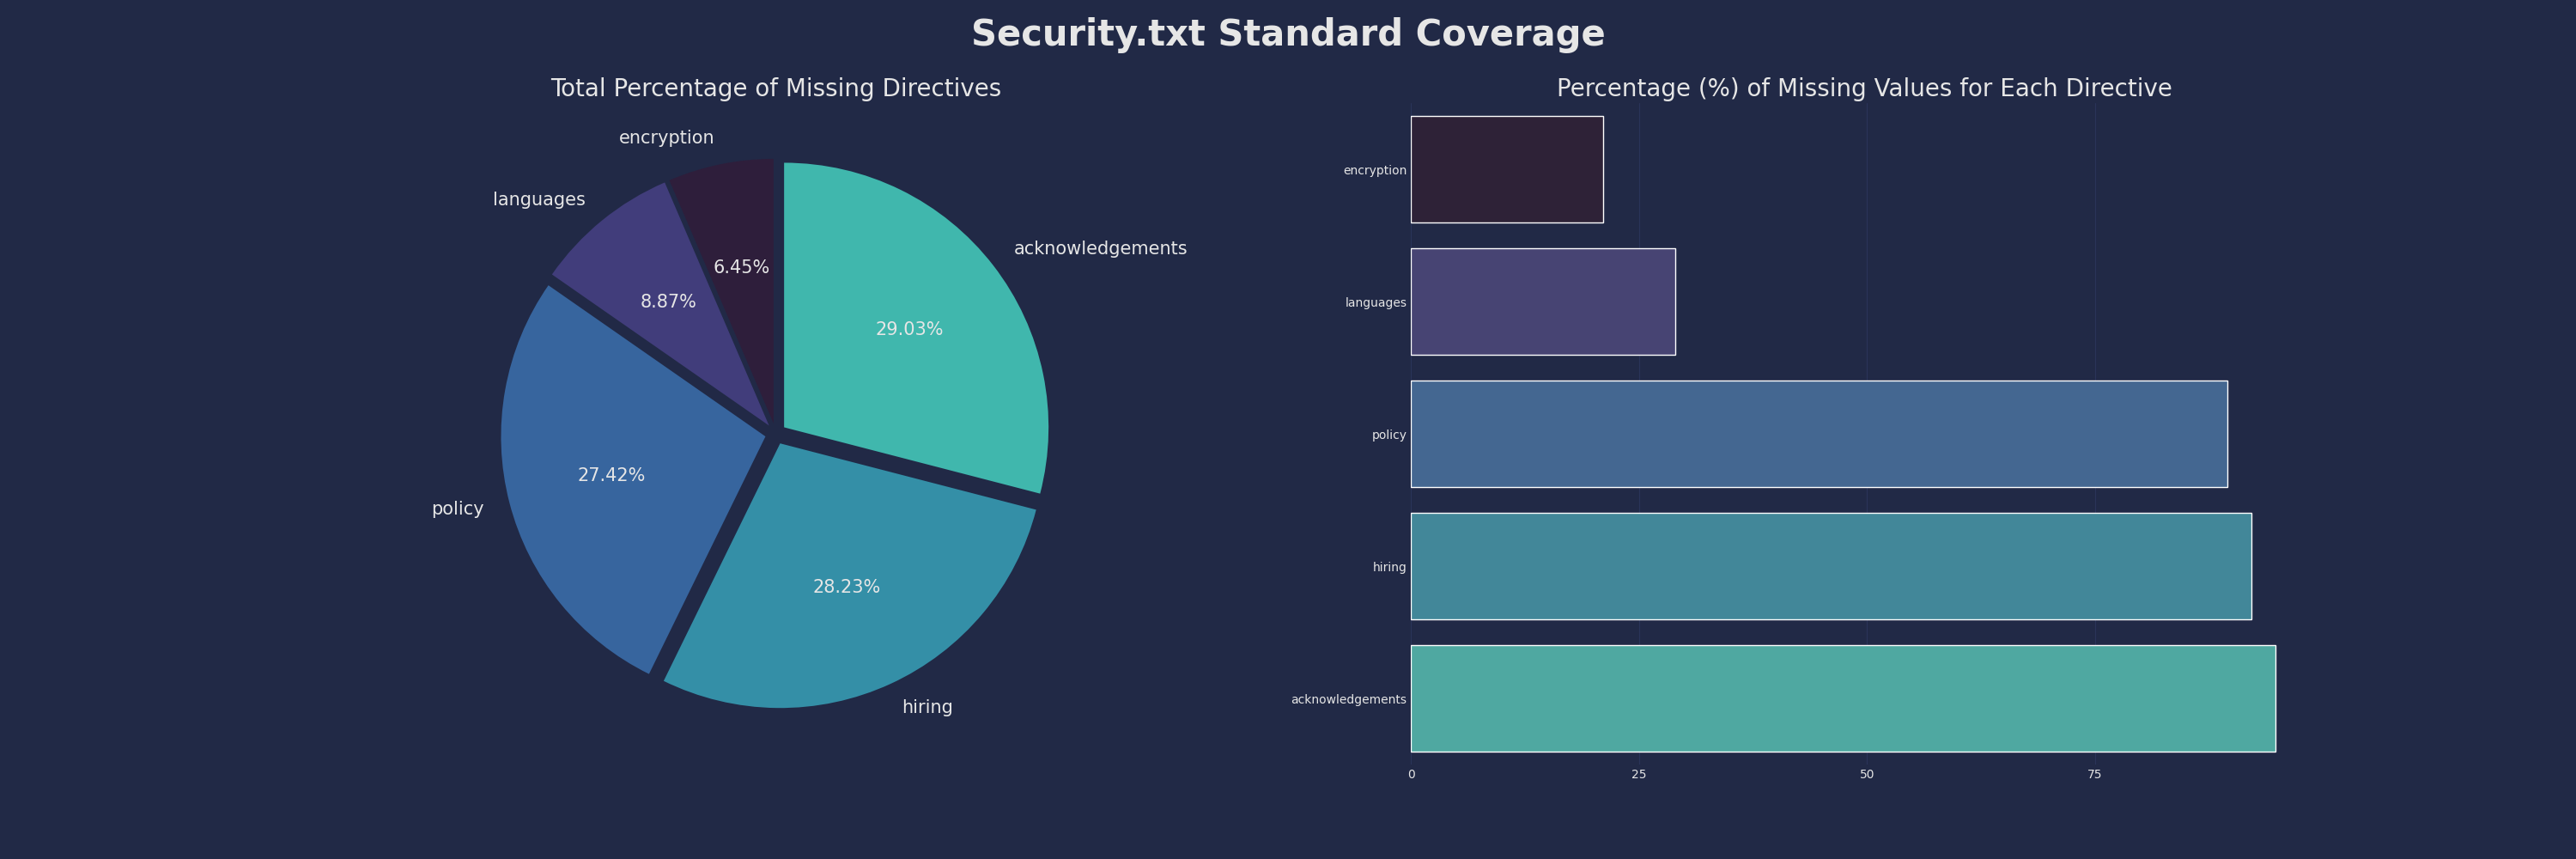 Security.txt Standard Coverage
Total Percentage of Missing Directives
encryption
languages
acknowledgements
policy
hiring
6.45%
8.87%
29.03%
27.42%
28.23%
Percentage (%) of Missing Values for Each Directive
encryption
languages
policy
hiring
acknowledgements
0 25 50 75